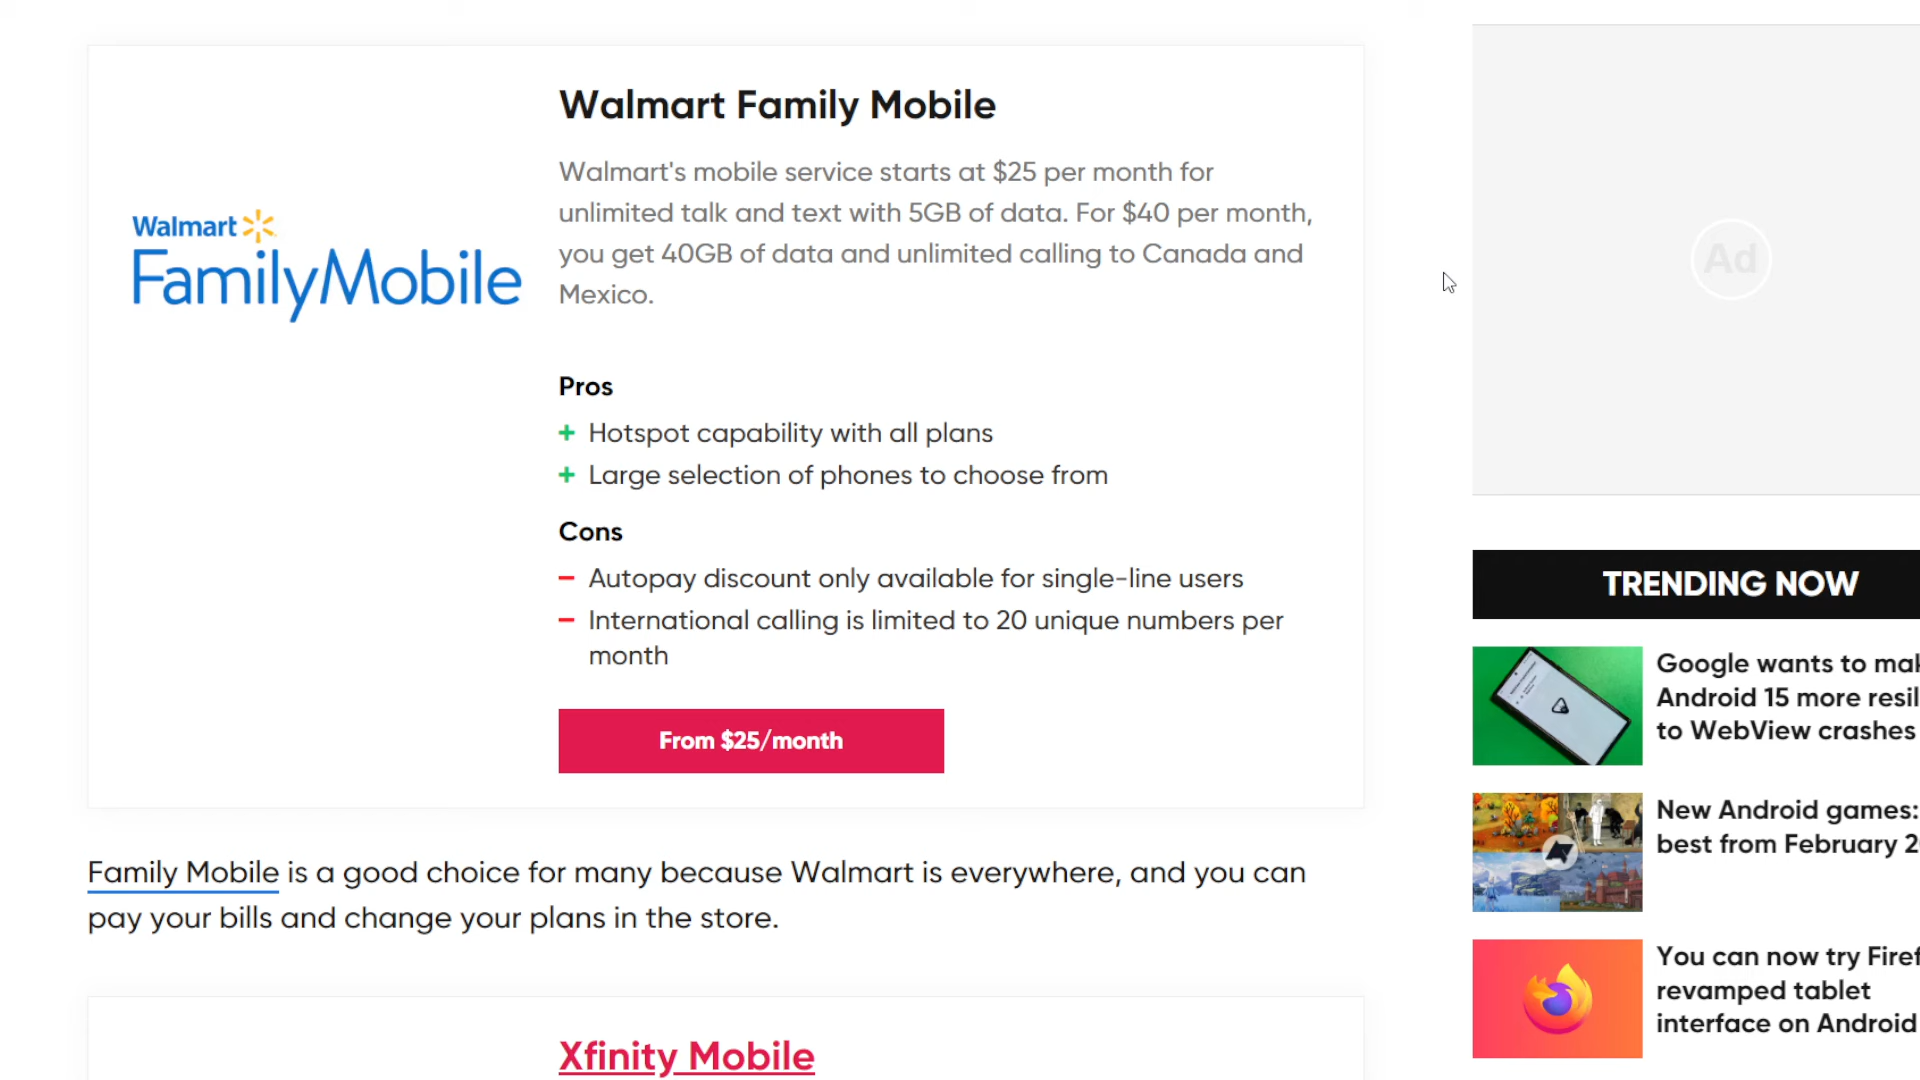 Walmart Family Mobile
Walmart's mobile service starts at $25 per month for
unlimited talk and text with 5GB of data. For $40 per month,
you get 40GB of data and unlimited calling to Canada and
Mexico.
Walmart
FamilyMobile
Pros
+ Hotspot capability with all plans
+ Large selection of phones to choose from
Cons
– Autopay discount only available for single-line users
– International calling is limited to 20 unique numbers per
month
From $25/month
Family Mobile is a good choice for many because Walmart is everywhere, and you can
pay your bills and change your plans in the store.
Xfinity Mobile
Ad
TRENDING NOW
Google wants to
Android 15 more
to WebView crashes
New Android games:
best from February
You can now try
revamped tablet
interface on Android